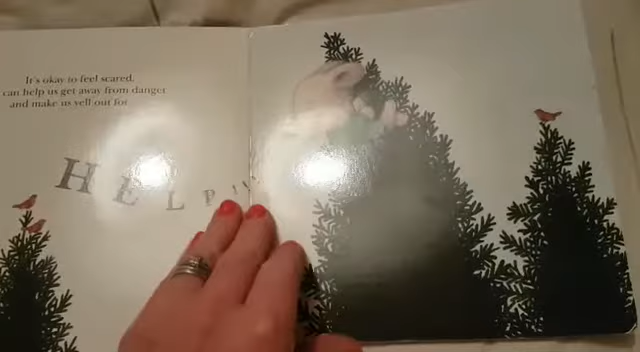 It's okay to feel scared.
can help us get away from danger
and make us yell out for
HELP!!